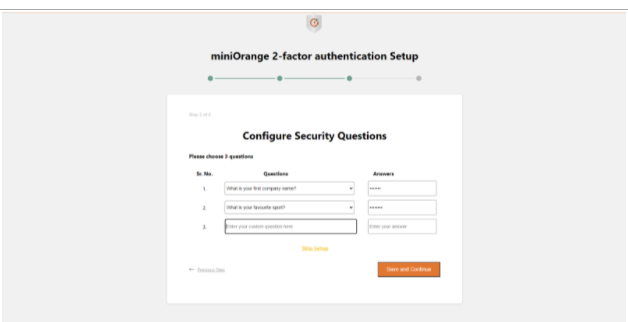 miniOrange 2-factor authentication Setup
Step 3 of 4
Configure Security Questions
Please choose 3 questions
Sr. No. Questions Answers
1. What is your first company name? •••••
2. What is your favourite sport? ••••••
3. Enter your custom question here Enter your answer
Skip Setup
← Previous Step Save and Continue